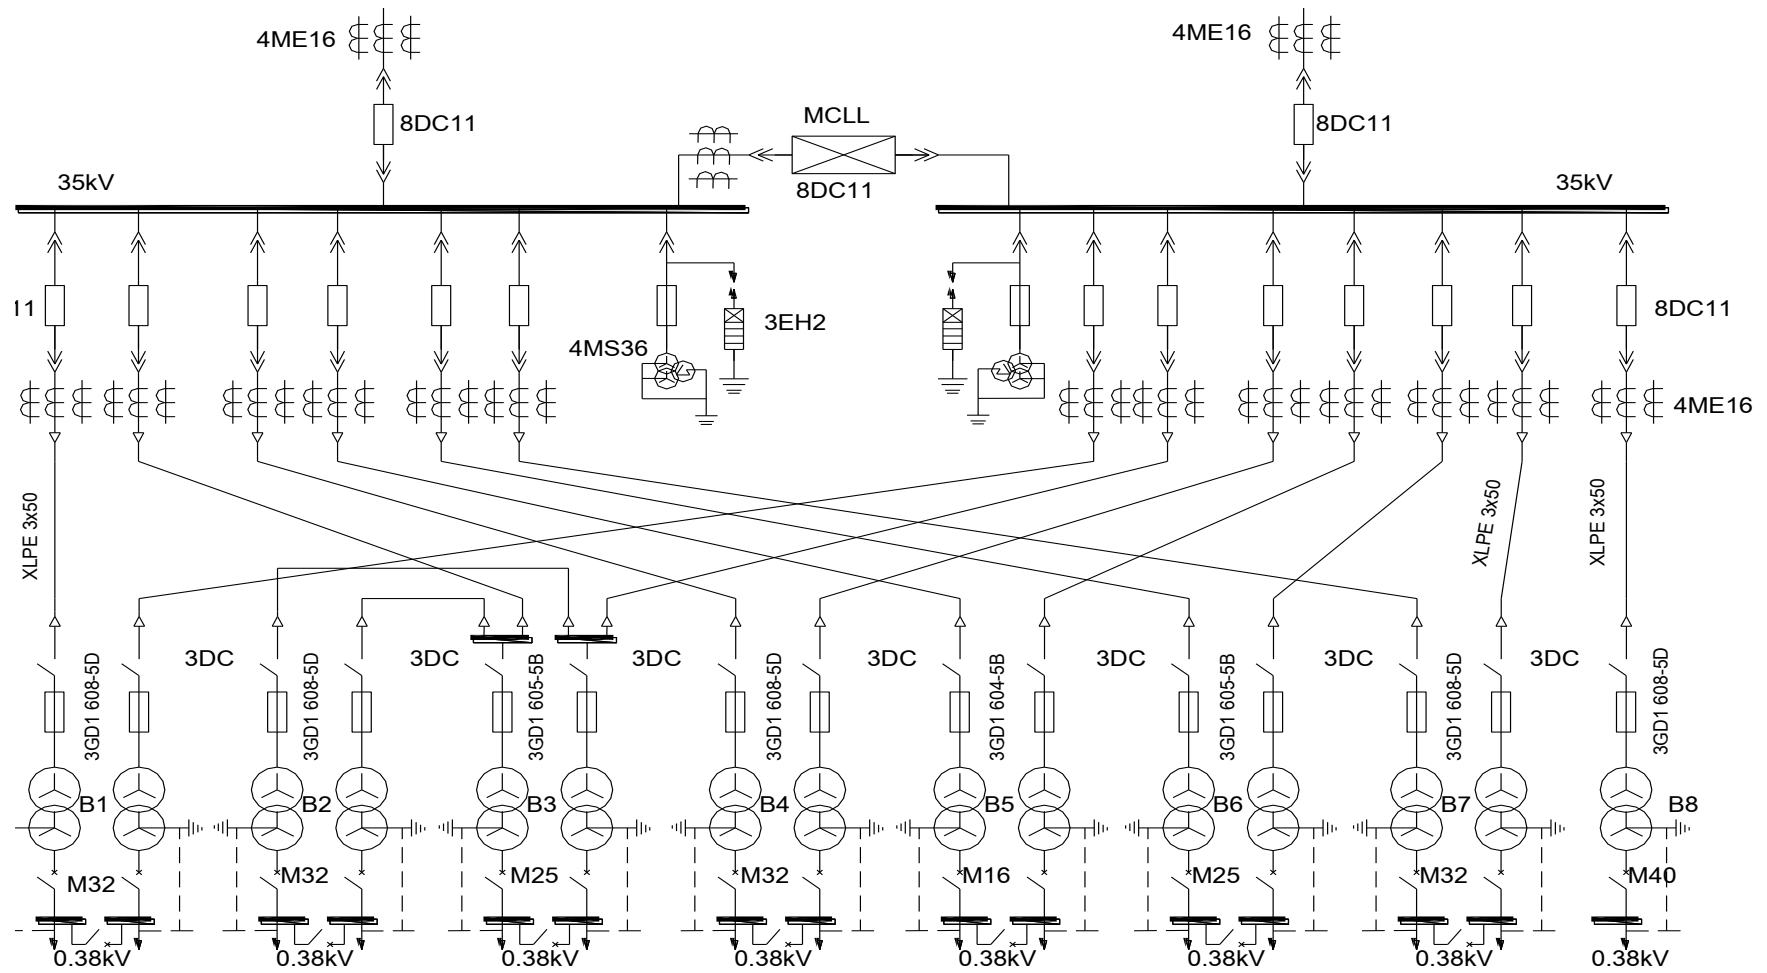 4ME16
4ME16
8DC11
MCLL
8DC11
8DC11
35kV
35kV
11
3EH2
8DC11
4MS36
4ME16
XLPE 3x50
XLPE 3x50
XLPE 3x50
3DC
3DC
3DC
3DC
3DC
3DC
3DC
3GD1 608-5D
3GD1 608-5D
3GD1 605-5B
3GD1 608-5D
3GD1 604-5B
3GD1 605-5B
3GD1 608-5D
3GD1 608-5D
B1
B2
B3
B4
B5
B6
B7
B8
M32
M32
M25
M32
M16
M25
M32
M40
0.38kV
0.38kV
0.38kV
0.38kV
0.38kV
0.38kV
0.38kV
0.38kV